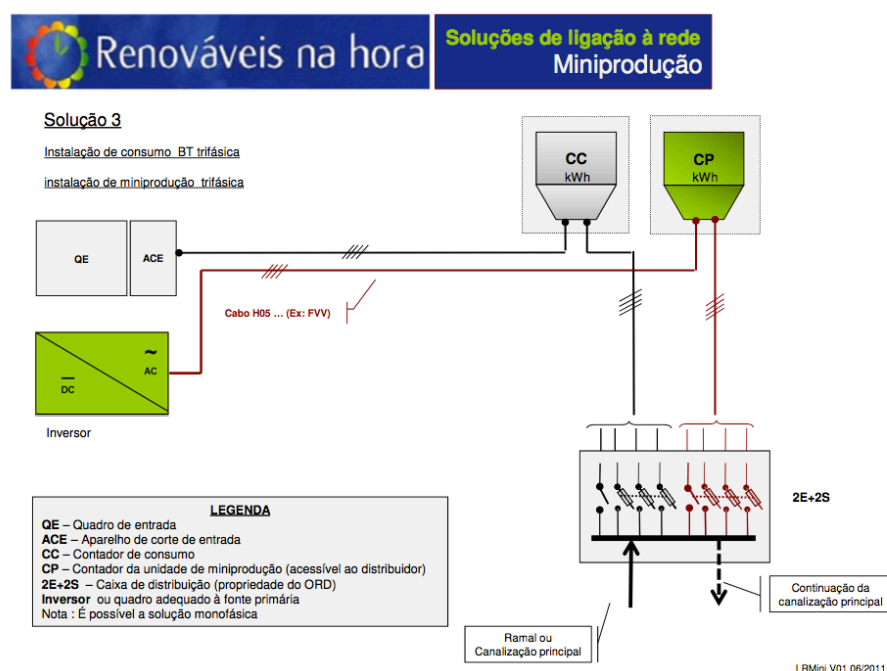 Renováveis na hora
Soluções de ligação à rede
Miniprodução
Solução 3
Instalação de consumo BT trifásica
instalação de miniprodução trifásica
CC
kWh
CP
kWh
QE
ACE
Cabo H05 ... (Ex: FVV)
~
AC
DC
Inversor
2E+2S
LEGENDA
QE – Quadro de entrada
ACE – Aparelho de corte de entrada
CC – Contador de consumo
CP – Contador da unidade de miniprodução (acessível ao distribuidor)
2E+2S – Caixa de distribuição (propriedade do ORD)
Inversor ou quadro adequado à fonte primária
Nota : É possível a solução monofásica
Continuação da
canalização principal
Ramal ou
Canalização principal
LBMini V01 06/2011